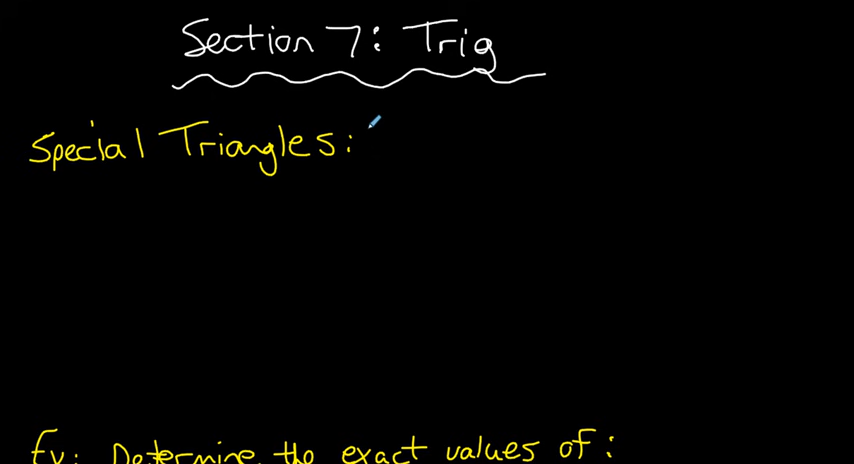 Section 7: Trig
Special Triangles:
Ex: Determine the exact values of: